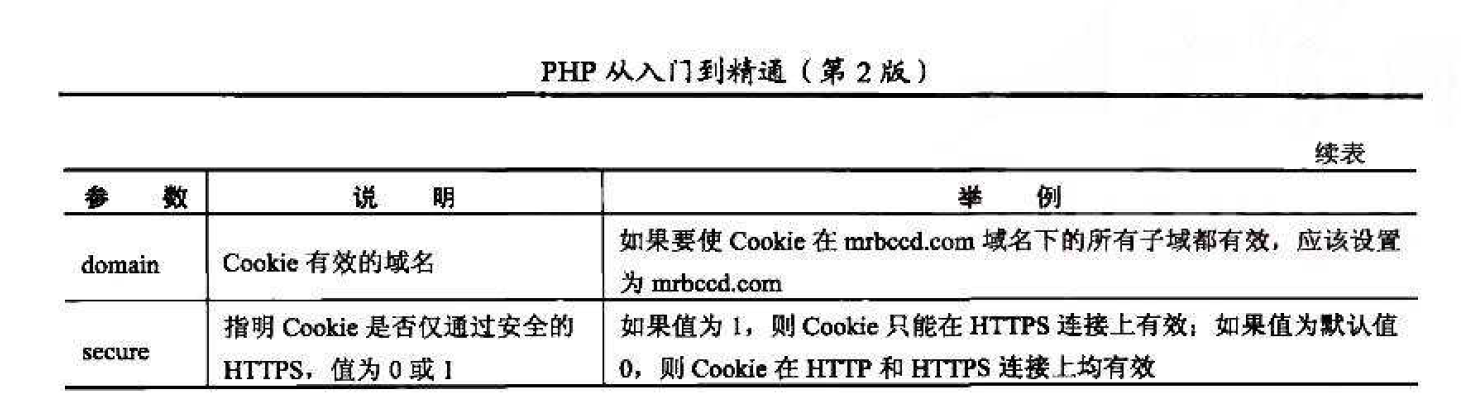 PHP 从入门到精通（第 2 版）
续表
参 数 说 明 举 例
domain Cookie 有效的域名 如果要使 Cookie 在 mrbccd.com 域名下的所有子域都有效，应该设置
为 mrbccd.com
secure 指明 Cookie 是否仅通过安全的 如果值为 1，则 Cookie 只能在 HTTPS 连接上有效；如果值为默认值
HTTPS，值为 0 或 1 0，则 Cookie 在 HTTP 和 HTTPS 连接上均有效